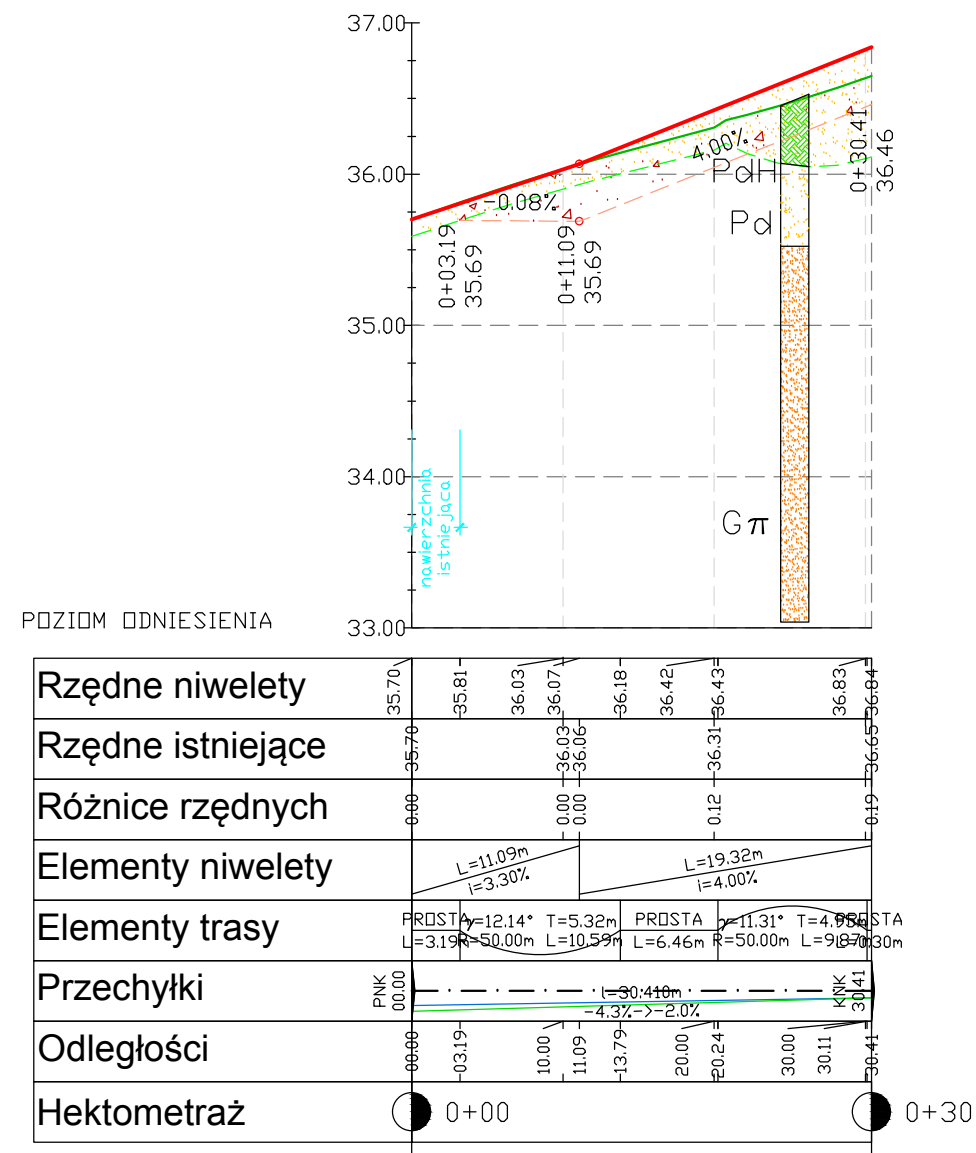 37.00
36.00
35.00
34.00
33.00
-0.08%
4,00%
0+03.19
35.69
0+11.09
35.69
0+30.41
36.46
PdH
Pd
Gπ
nawierzchnia
istniejąca
POZIOM ODNIESIENIA
Rzędne niwelety
35.70
35.81
36.03
36.07
36.18
36.42
36.43
36.83
36.84
Rzędne istniejące
35.70
36.03
36.06
36.31
36.65
Różnice rzędnych
0.00
0.00
0.00
0.12
0.19
Elementy niwelety
L=11.09m
i=3.30%
L=19.32m
i=4.00%
Elementy trasy
PROSTA
L=3.19m
γ=12.14° T=5.32m
R=50.00m L=10.59m
PROSTA
L=6.46m
γ=11.31° T=4.95m
R=50.00m L=9.87m
PROSTA
L=0.30m
Przechyłki
PNK
00.00
l=30.410m
-4.3%->-2.0%
KNK
30.41
Odległości
00.00
03.19
10.00
11.09
13.79
20.00
20.24
30.00
30.11
30.41
Hektometraż
0+00
0+30